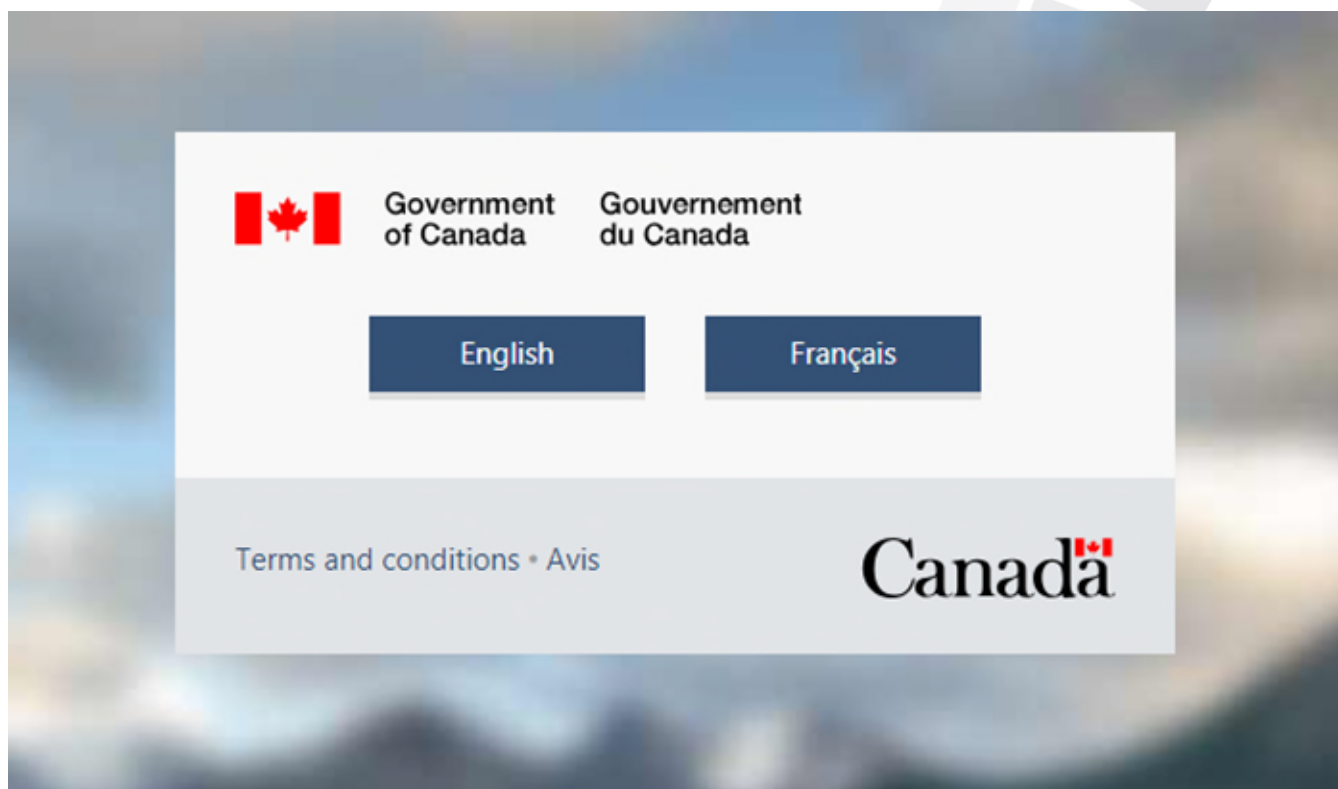 Government of Canada
Gouvernement du Canada
English
Français
Terms and conditions • Avis
Canada